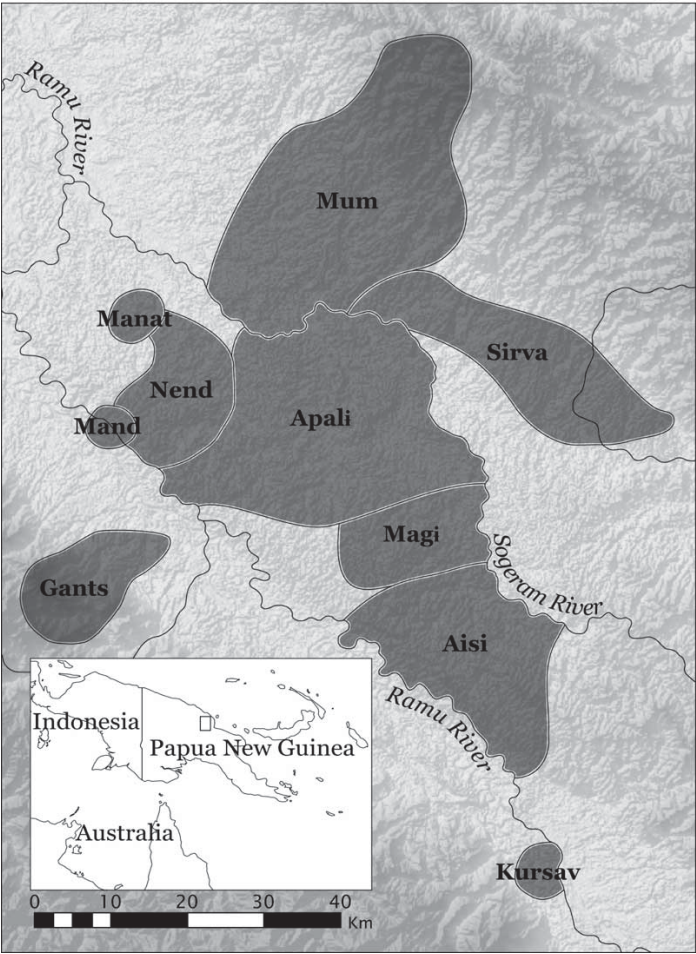 Ramu River
Mum
Manat
Sirva
Nend
Apali
Mand
Magi
Sogeram River
Gants
Aisi
Ramu River
Indonesia
Papua New Guinea
Australia
Kursav
0 10 20 30 40
Km